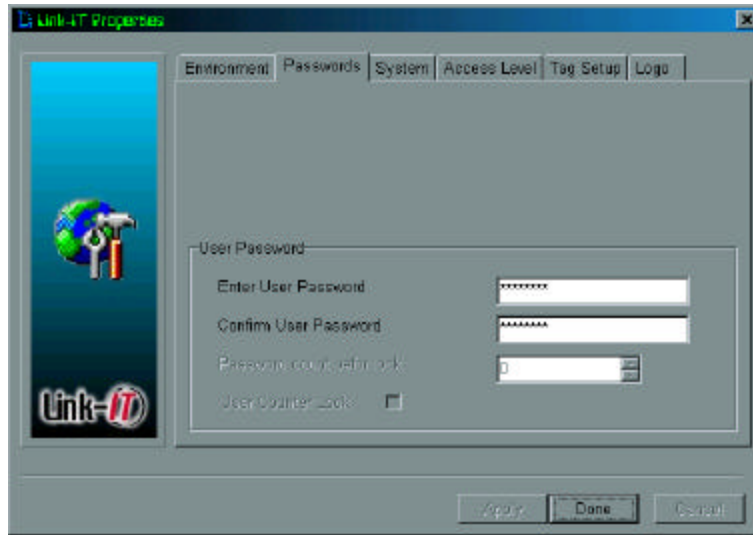 Link-IT Properties
Environment Passwords System Access Level Tag Setup Logo
User Password
Enter User Password ********
Confirm User Password ********
Password count befor lock 0
User Counter Lock
Link-IT
Apply Done Cancel